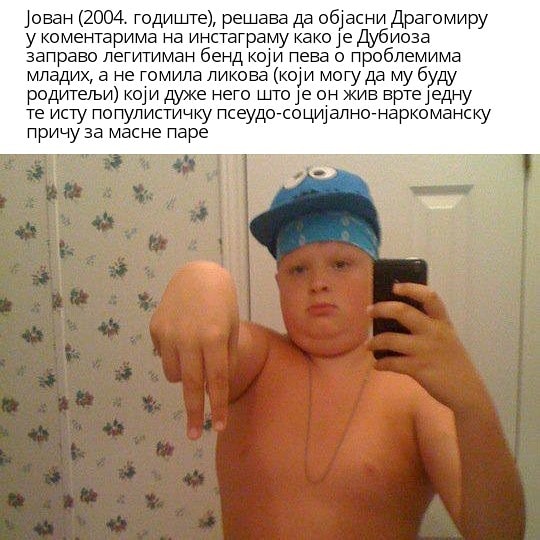 Јован (2004. годиште), решава да објасни Драгомиру
у коментарима на инстаграму како је Дубиоза
заправо легитиман бенд који пева о проблемима
младих, а не гомила ликова (који могу да му буду
родитељи) који дуже него што је он жив врте једну
те исту популистичку псеудо-социјално-наркоманску
причу за масне паре